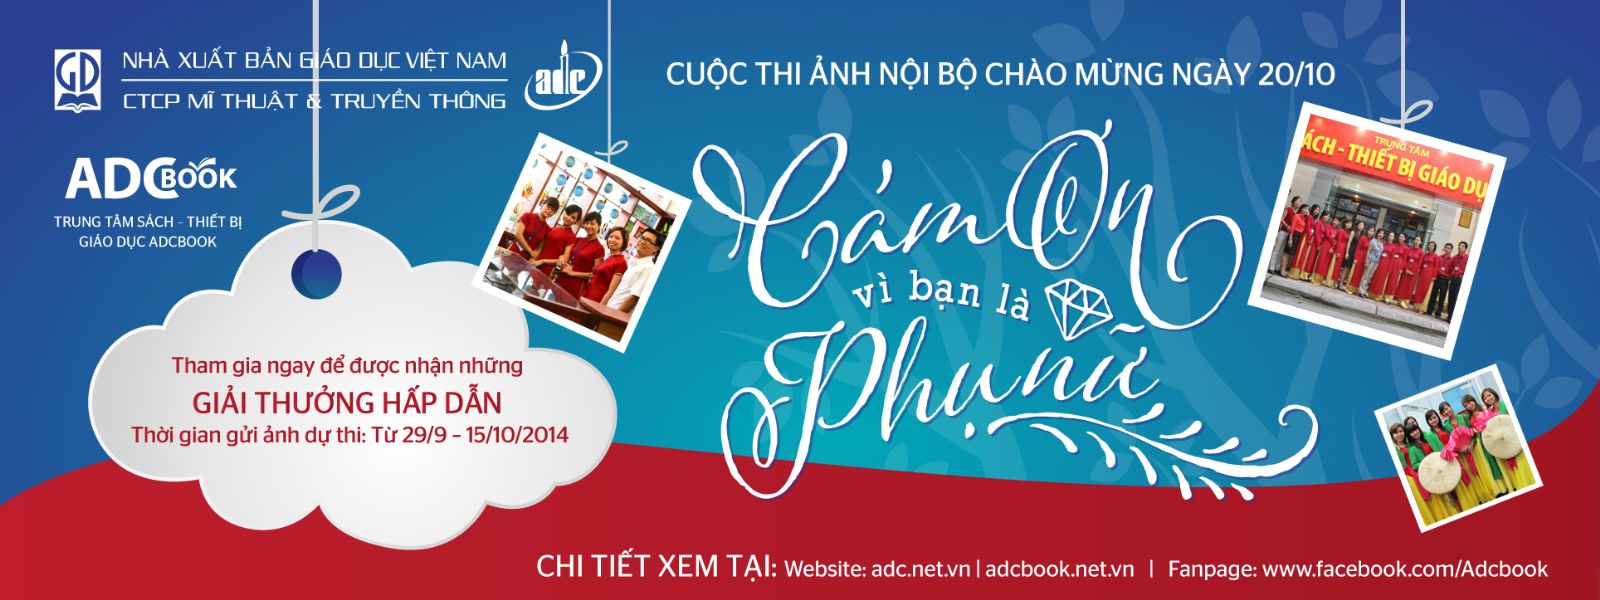 NHÀ XUẤT BẢN GIÁO DỤC VIỆT NAM
CTCP MĨ THUẬT & TRUYỀN THÔNG
adc
ADCBOOK
TRUNG TÂM SÁCH - THIẾT BỊ
GIÁO DỤC ADCBOOK
CUỘC THI ẢNH NỘI BỘ CHÀO MỪNG NGÀY 20/10
Cảm Ơn
vì bạn là
Phụ nữ
TRUNG TÂM
ÁCH - THIẾT BỊ GIÁO DỤ
Tham gia ngay để được nhận những
GIẢI THƯỞNG HẤP DẪN
Thời gian gửi ảnh dự thi: Từ 29/9 - 15/10/2014
CHI TIẾT XEM TẠI: Website: adc.net.vn | adcbook.net.vn | Fanpage: www.facebook.com/Adcbook